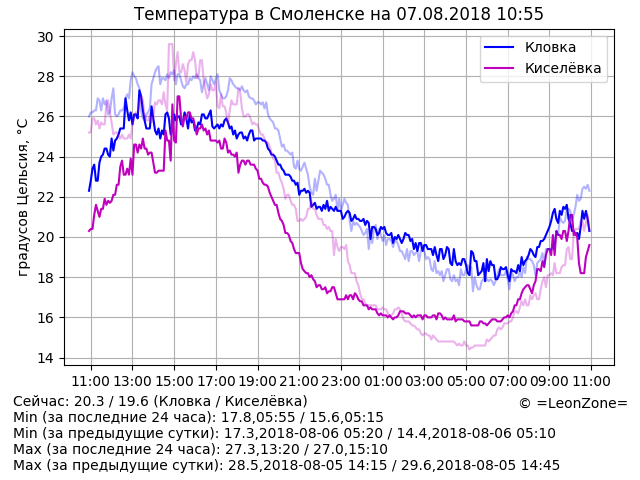 Температура в Смоленске на 07.08.2018 10:55
градусов Цельсия, °C
30
28
26
24
22
20
18
16
14
Кловка
Киселёвка
11:00 13:00 15:00 17:00 19:00 21:00 23:00 01:00 03:00 05:00 07:00 09:00 11:00
Сейчас: 20.3 / 19.6 (Кловка / Киселёвка)
© =LeonZone=
Min (за последние 24 часа): 17.8,05:55 / 15.6,05:15
Min (за предыдущие сутки): 17.3,2018-08-06 05:20 / 14.4,2018-08-06 05:10
Max (за последние 24 часа): 27.3,13:20 / 27.0,15:10
Max (за предыдущие сутки): 28.5,2018-08-05 14:15 / 29.6,2018-08-05 14:45